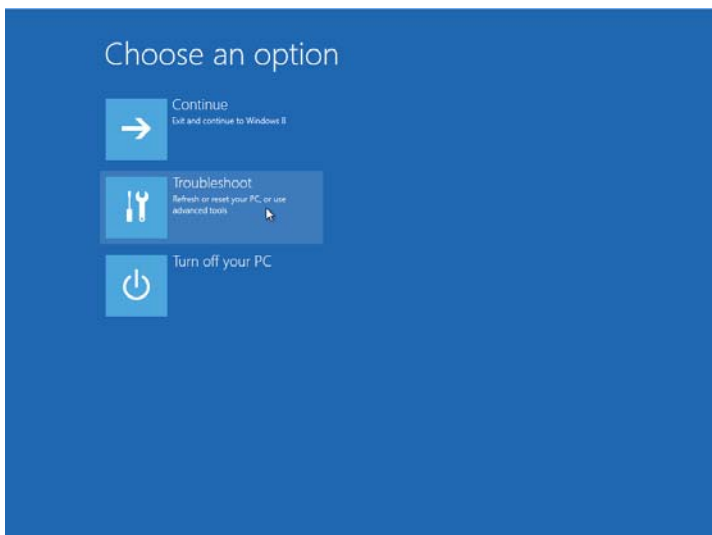 Choose an option
Continue
Exit and continue to Windows 8
Troubleshoot
Refresh or reset your PC, or use
advanced tools
Turn off your PC